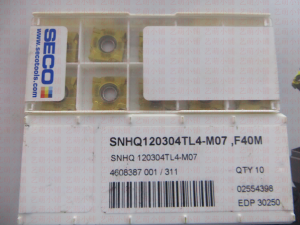 SECO
www.secotools.com
SNHQ120304TL4-M07 ,F40M
SNHQ 120304TL4-M07
4608387 001 / 311
QTY 10
02554398
EDP 30250